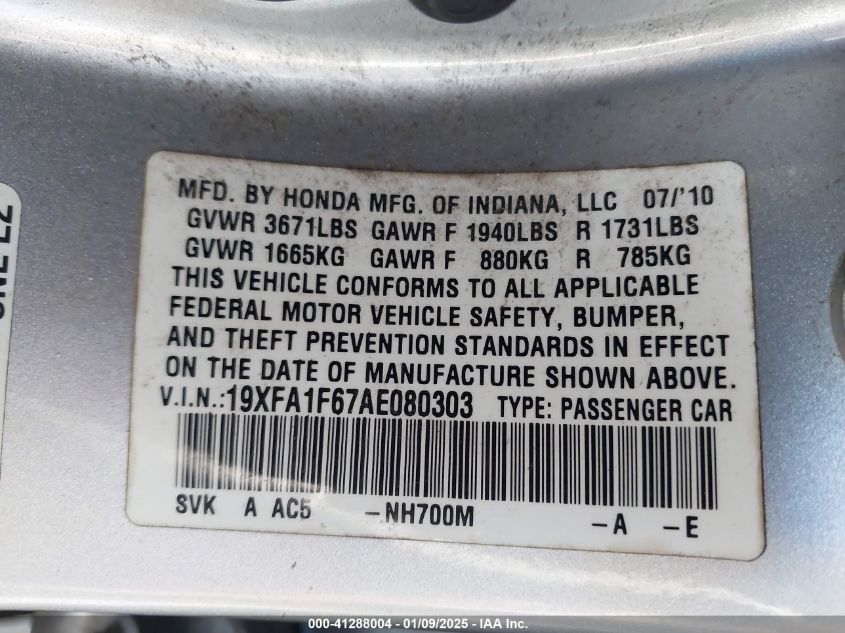 MFD. BY HONDA MFG. OF INDIANA, LLC 07/'10
GVWR 3671LBS GAWR F 1940LBS R 1731LBS
GVWR 1665KG GAWR F 880KG R 785KG
THIS VEHICLE CONFORMS TO ALL APPLICABLE
FEDERAL MOTOR VEHICLE SAFETY, BUMPER,
AND THEFT PREVENTION STANDARDS IN EFFECT
ON THE DATE OF MANUFACTURE SHOWN ABOVE.
V.I.N.:19XFA1F67AE080303 TYPE: PASSENGER CAR
SVK A AC5 -NH700M -A -E
000-41288004 - 01/09/2025 - IAA Inc.